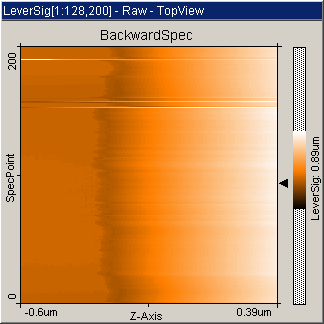 LeverSig[1:128,200] - Raw - TopView
BackwardSpec
200
SpecPoint
0
-0.6um
Z-Axis
0.39um
LeverSig: 0.89um